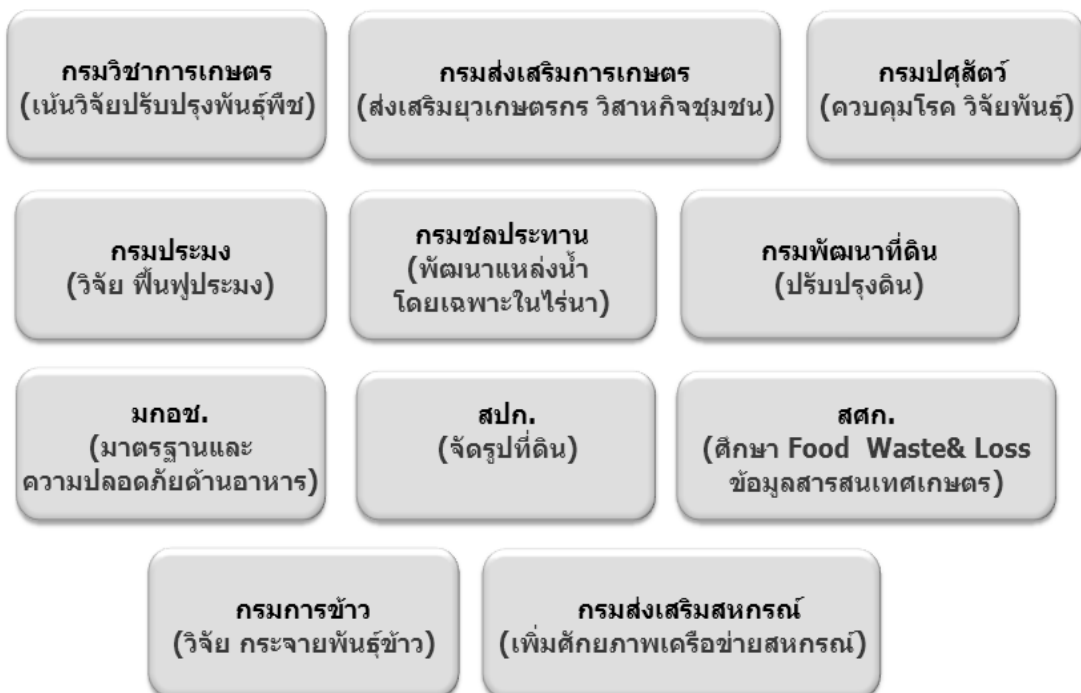 กรมวิชาการเกษตร
(เน้นวิจัยปรับปรุงพันธุ์พืช)
กรมส่งเสริมการเกษตร
(ส่งเสริมยุวเกษตรกร วิสาหกิจชุมชน)
กรมปศุสัตว์
(ควบคุมโรค วิจัยพันธุ์)
กรมประมง
(วิจัย ฟื้นฟูประมง)
กรมชลประทาน
(พัฒนาแหล่งน้ำ
โดยเฉพาะในไร่นา)
กรมพัฒนาที่ดิน
(ปรับปรุงดิน)
มกอช.
(มาตรฐานและ
ความปลอดภัยด้านอาหาร)
สปก.
(จัดรูปที่ดิน)
สศก.
(ศึกษา Food  Waste& Loss
ข้อมูลสารสนเทศเกษตร)
กรมการข้าว
(วิจัย กระจายพันธุ์ข้าว)
กรมส่งเสริมสหกรณ์
(เพิ่มศักยภาพเครือข่ายสหกรณ์)